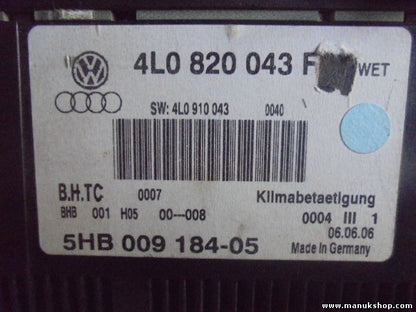 4L0 820 043 F WET
SW: 4L0 910 043 0040
B.H.TC 0007 Klimabetaetigung
BHB 001 H05 00---008 0004 III 1
06.06.06
5HB 009 184-05 Made in Germany
www.manukshop.com